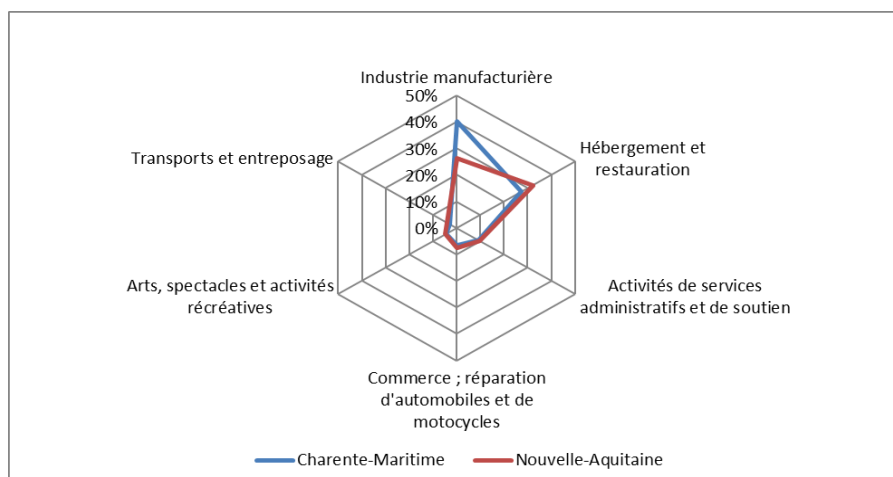 Industrie manufacturière
50%
40%
30%
20%
10%
0%
Hébergement et
restauration
Activités de services
administratifs et de soutien
Commerce ; réparation
d'automobiles et de
motocycles
Arts, spectacles et activités
récréatives
Transports et entreposage
Charente-Maritime
Nouvelle-Aquitaine